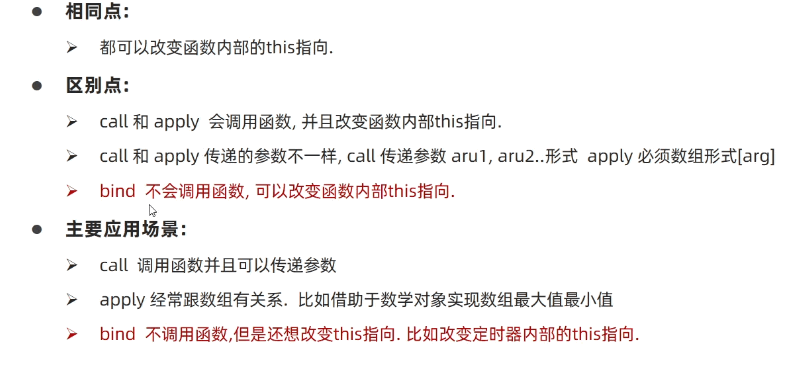 相同点:
都可以改变函数内部的this指向.
区别点:
call 和 apply 会调用函数, 并且改变函数内部this指向.
call 和 apply 传递的参数不一样, call 传递参数 aru1, aru2..形式 apply 必须数组形式[arg]
bind 不会调用函数, 可以改变函数内部this指向.
主要应用场景:
call 调用函数并且可以传递参数
apply 经常跟数组有关系. 比如借助于数学对象实现数组最大值最小值
bind 不调用函数,但是还想改变this指向. 比如改变定时器内部的this指向.